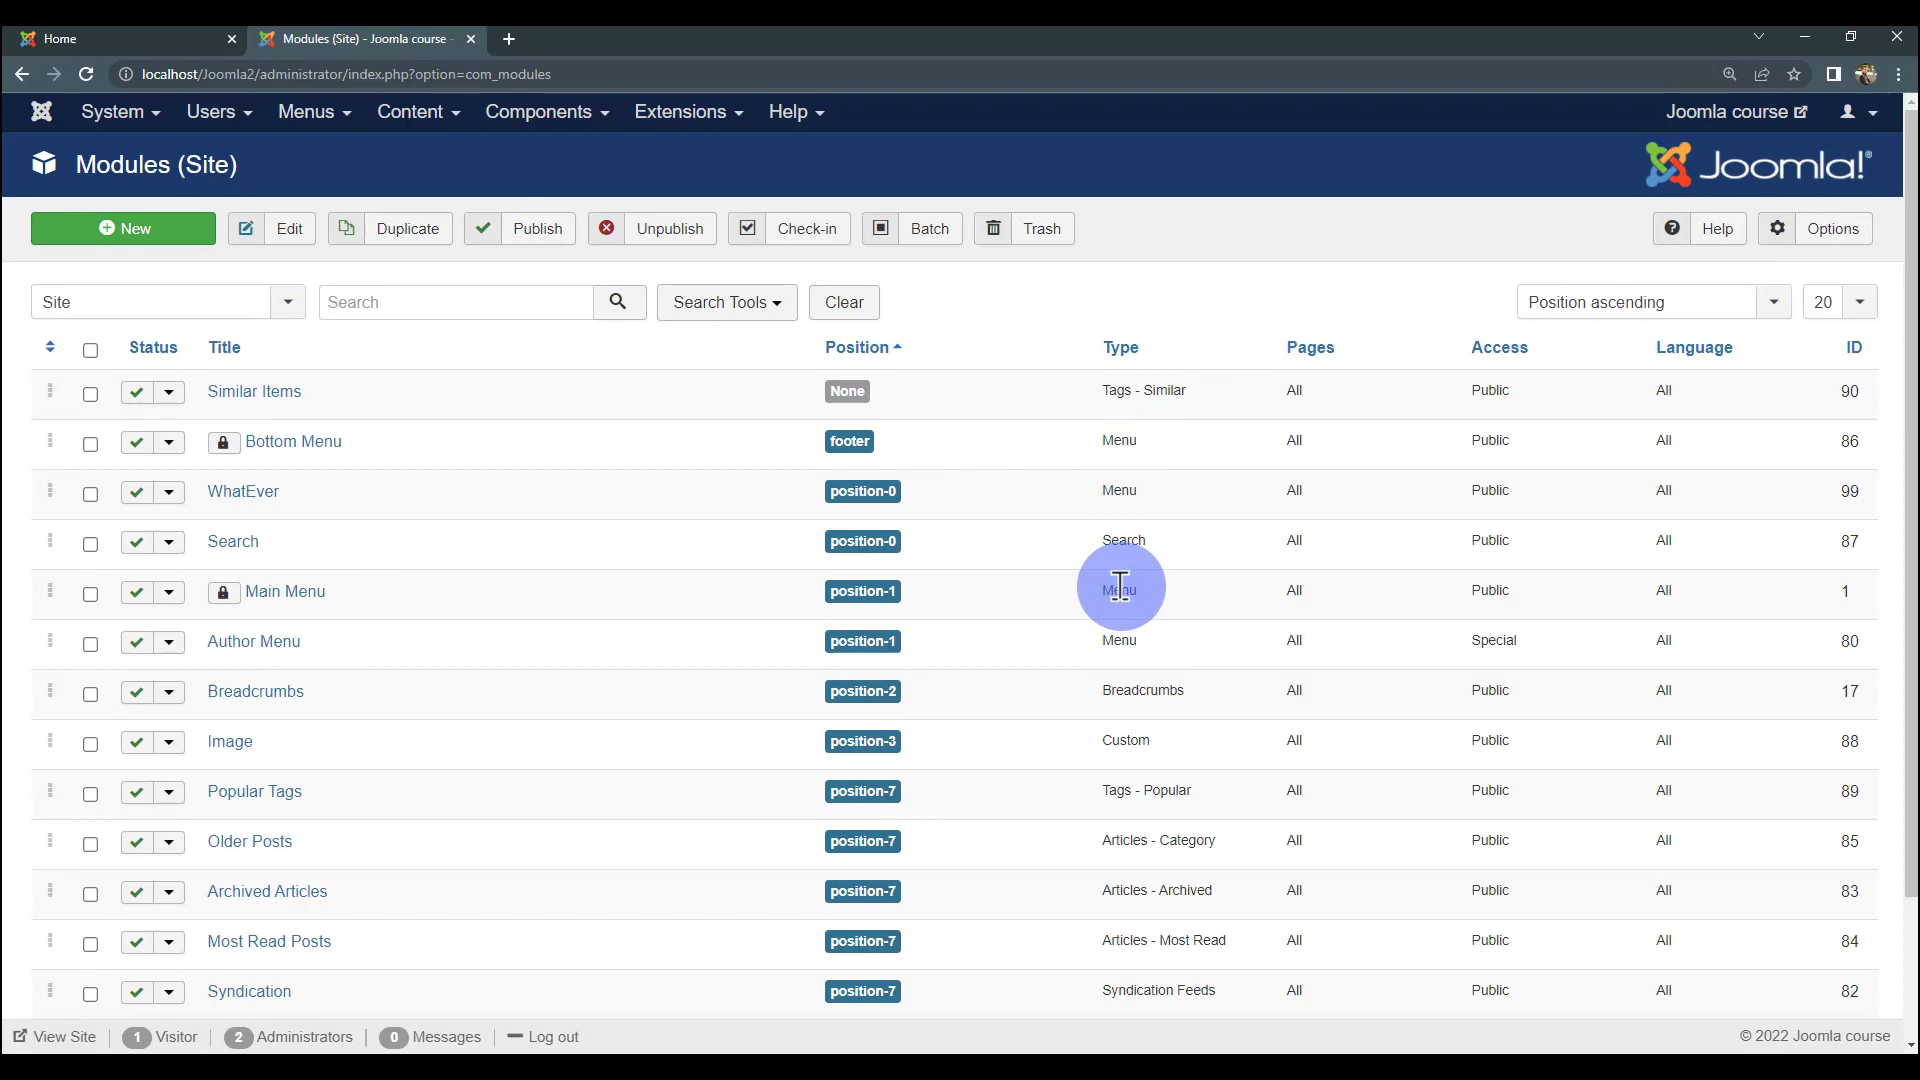 Home
Modules (Site) - Joomla course -
localhost/Joomla2/administrator/index.php?option=com_modules
System Users Menus Content Components Extensions Help Joomla course
Modules (Site) Joomla!®
New Edit Duplicate Publish Unpublish Check-in Batch Trash Help Options
Site Search Search Tools Clear Position ascending 20
Status Title Position Type Pages Access Language ID
Similar Items None Tags - Similar All Public All 90
Bottom Menu footer Menu All Public All 86
WhatEver position-0 Menu All Public All 99
Search position-0 Search All Public All 87
Main Menu position-1 Menu All Public All 1
Author Menu position-1 Menu All Special All 80
Breadcrumbs position-2 Breadcrumbs All Public All 17
Image position-3 Custom All Public All 88
Popular Tags position-7 Tags - Popular All Public All 89
Older Posts position-7 Articles - Category All Public All 85
Archived Articles position-7 Articles - Archived All Public All 83
Most Read Posts position-7 Articles - Most Read All Public All 84
Syndication position-7 Syndication Feeds All Public All 82
View Site 1 Visitor 2 Administrators 0 Messages Log out © 2022 Joomla course